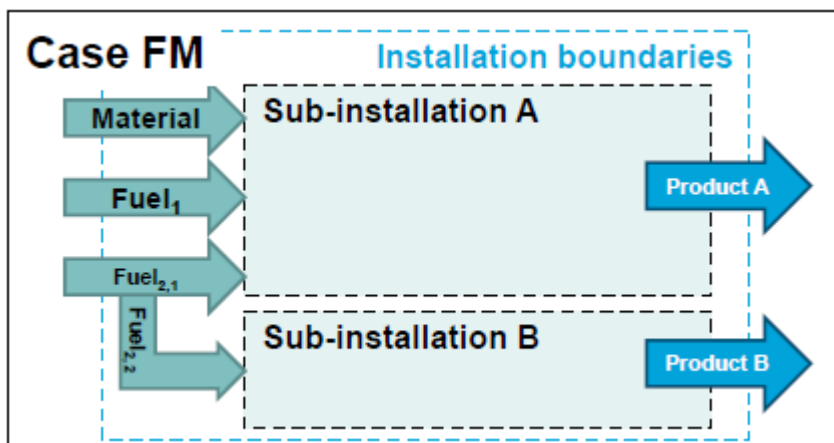 Case FM
Installation boundaries
Material
Sub-installation A
Fuel1
Product A
Fuel2,1
Fuel2,2
Sub-installation B
Product B